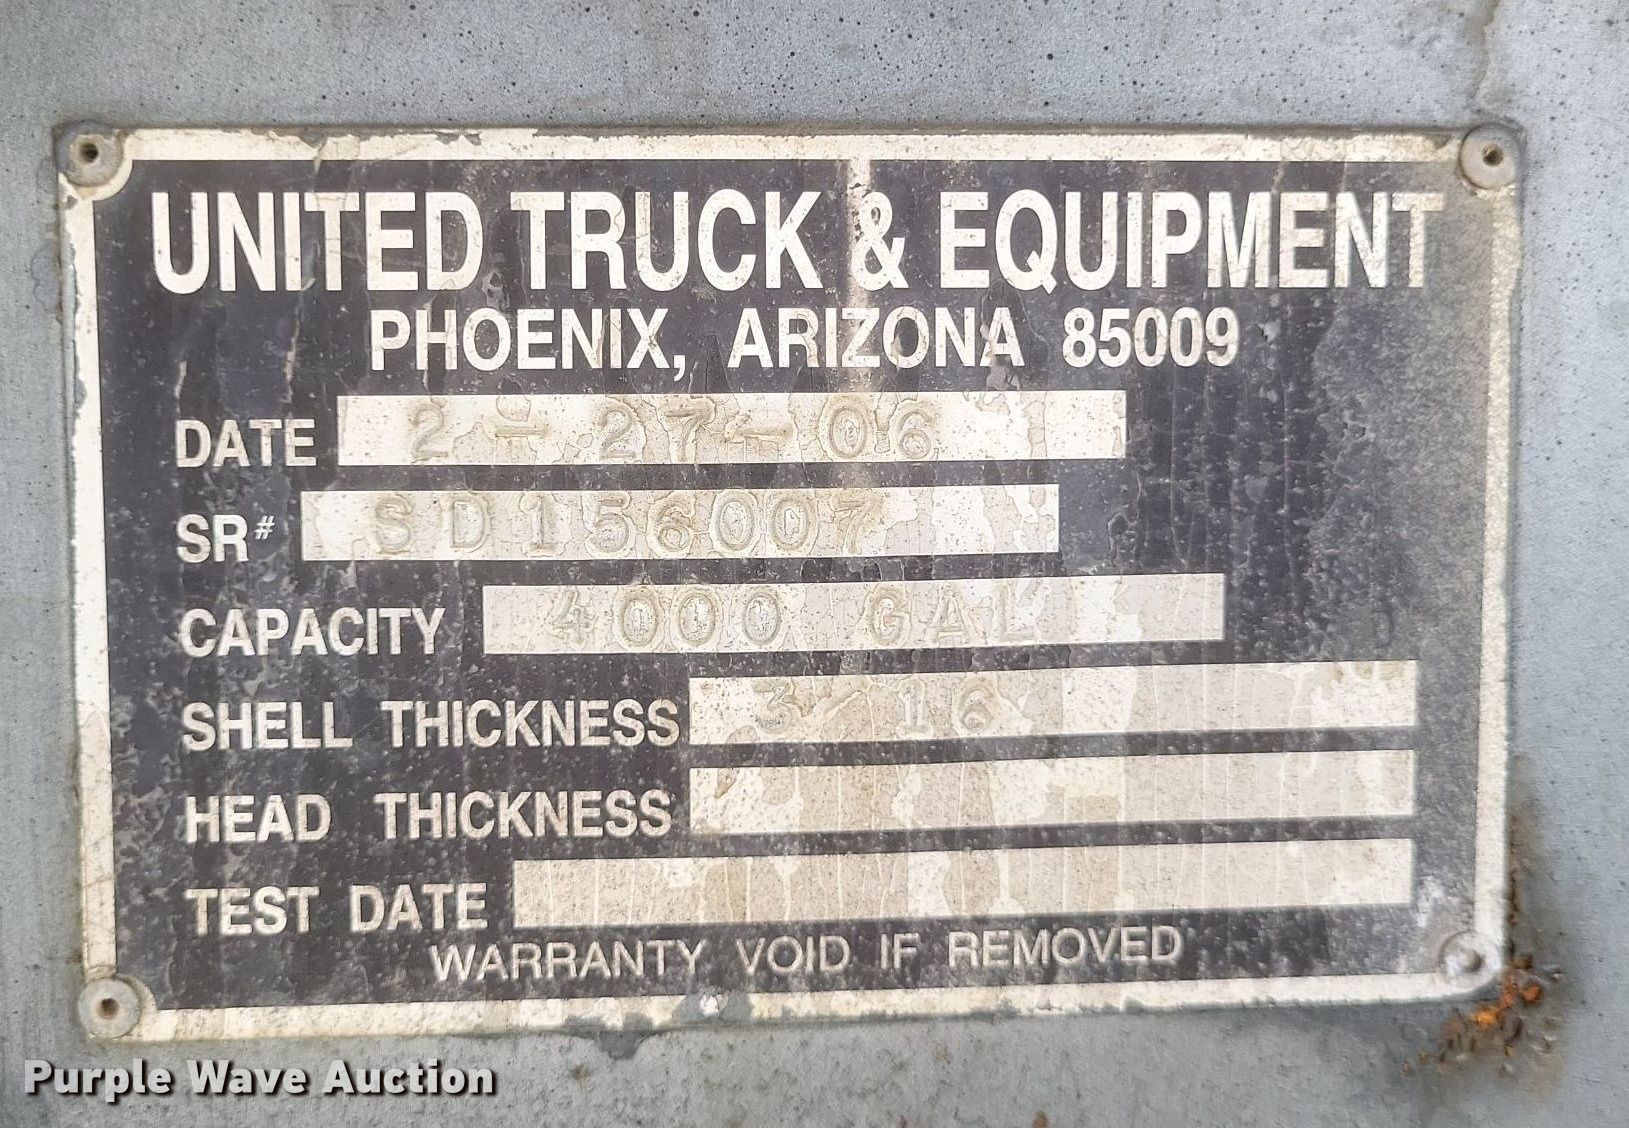 UNITED TRUCK & EQUIPMENT
PHOENIX, ARIZONA 85009
DATE 2-27-06
SR# SD156007
CAPACITY 4000 GAL
SHELL THICKNESS 3/16
HEAD THICKNESS
TEST DATE
WARRANTY VOID IF REMOVED
Purple Wave Auction